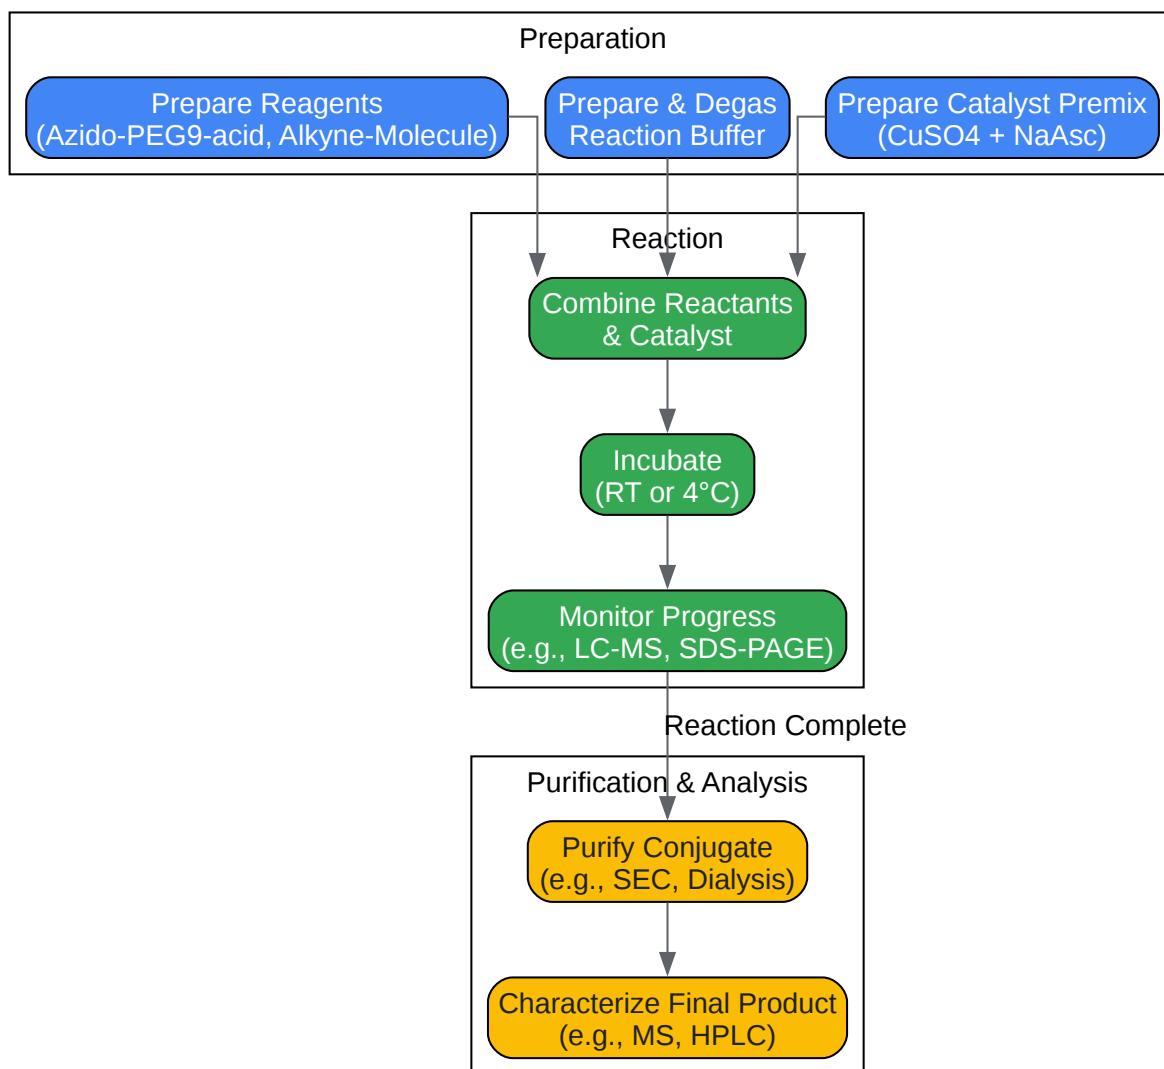 Preparation
Prepare Reagents
(Azido-PEG9-acid, Alkyne-Molecule)
Prepare & Degas
Reaction Buffer
Prepare Catalyst Premix
(CuSO4 + NaAsc)
Reaction
Combine Reactants
& Catalyst
Incubate
(RT or 4°C)
Monitor Progress
(e.g., LC-MS, SDS-PAGE)
Reaction Complete
Purification & Analysis
Purify Conjugate
(e.g., SEC, Dialysis)
Characterize Final Product
(e.g., MS, HPLC)